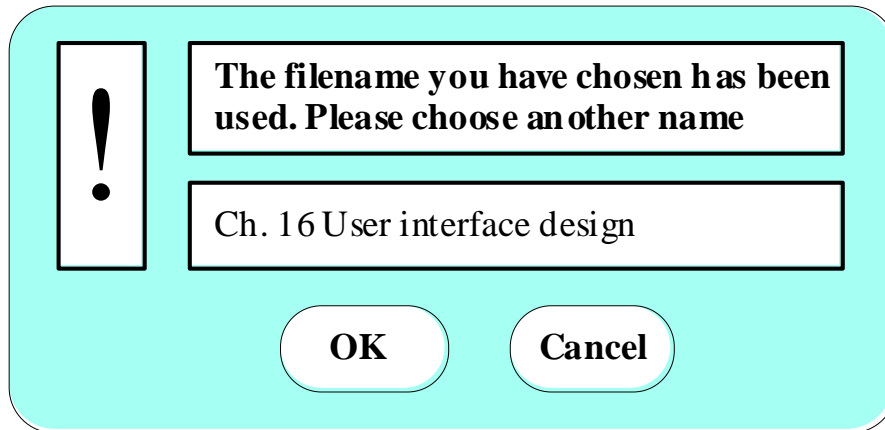 !
The filename you have chosen has been
used. Please choose another name
Ch. 16 User interface design
OK
Cancel